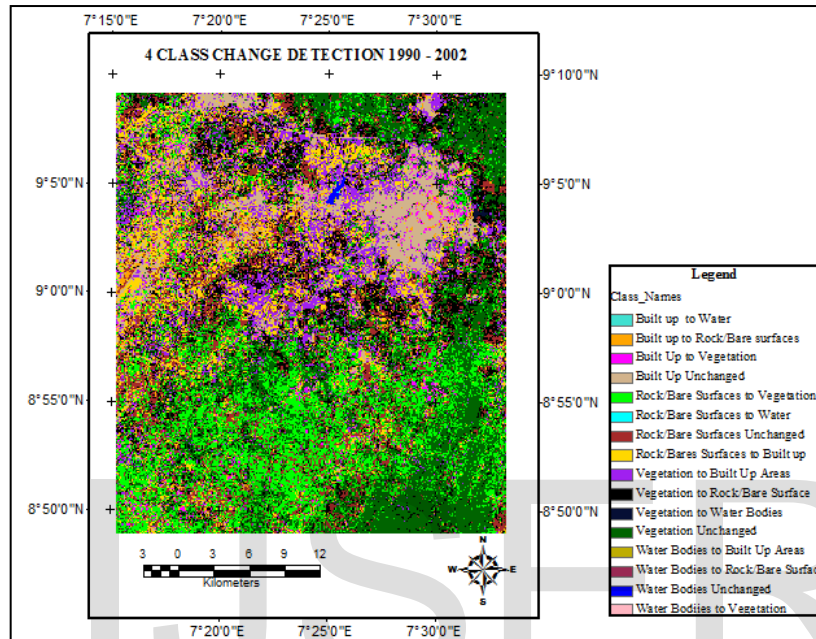 7°15'0"E 7°20'0"E 7°25'0"E 7°30'0"E
4 CLASS CHANGE DETECTION 1990 - 2002
9°10'0"N
9°5'0"N 9°5'0"N
9°0'0"N 9°0'0"N
8°55'0"N 8°55'0"N
8°50'0"N 8°50'0"N
3 0 3 6 9 12
Kilometers
N
W E
S
7°20'0"E 7°25'0"E 7°30'0"E
Legend
Class_Names
Built up to Water
Built up to Rock/Bare surfaces
Built Up to Vegetation
Built Up Unchanged
Rock/Bare Surfaces to Vegetation
Rock/Bare Surfaces to Water
Rock/Bare Surfaces Unchanged
Rock/Bares Surfaces to Built up
Vegetation to Built Up Areas
Vegetation to Rock/Bare Surface
Vegetation to Water Bodies
Vegetation Unchanged
Water Bodies to Built Up Areas
Water Bodies to Rock/Bare Surfac
Water Bodies Unchanged
Water Bodiies to Vegetation